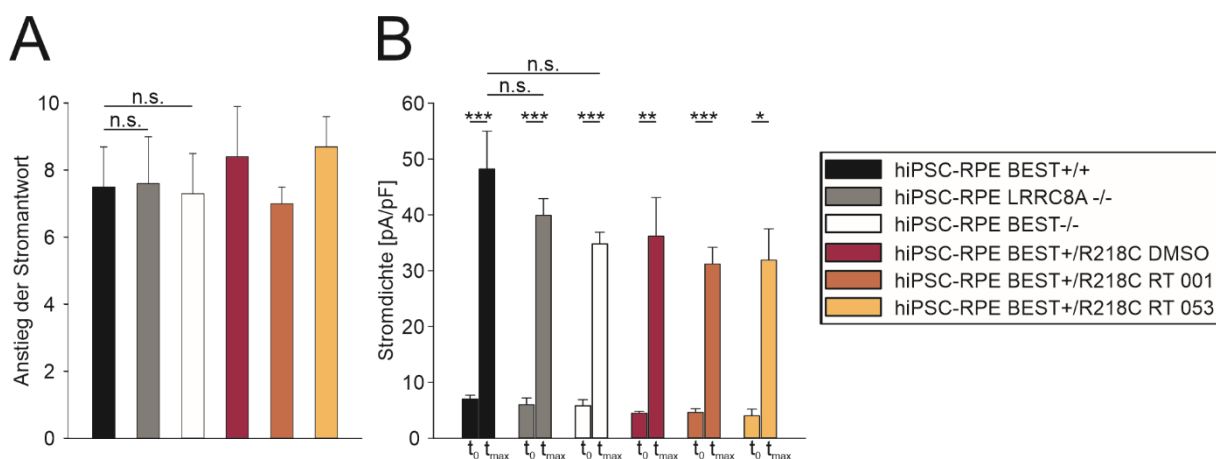 A
Anstieg der Stromantwort
10
8
6
4
2
0
n.s.
n.s.
B
Stromdichte [pA/pF]
60
50
40
30
20
10
0
n.s.
n.s.
*** *** *** ** *** *
t0 tmax t0 tmax t0 tmax t0 tmax t0 tmax t0 tmax
hiPSC-RPE BEST+/+
hiPSC-RPE LRRC8A -/-
hiPSC-RPE BEST-/-
hiPSC-RPE BEST+/R218C DMSO
hiPSC-RPE BEST+/R218C RT 001
hiPSC-RPE BEST+/R218C RT 053